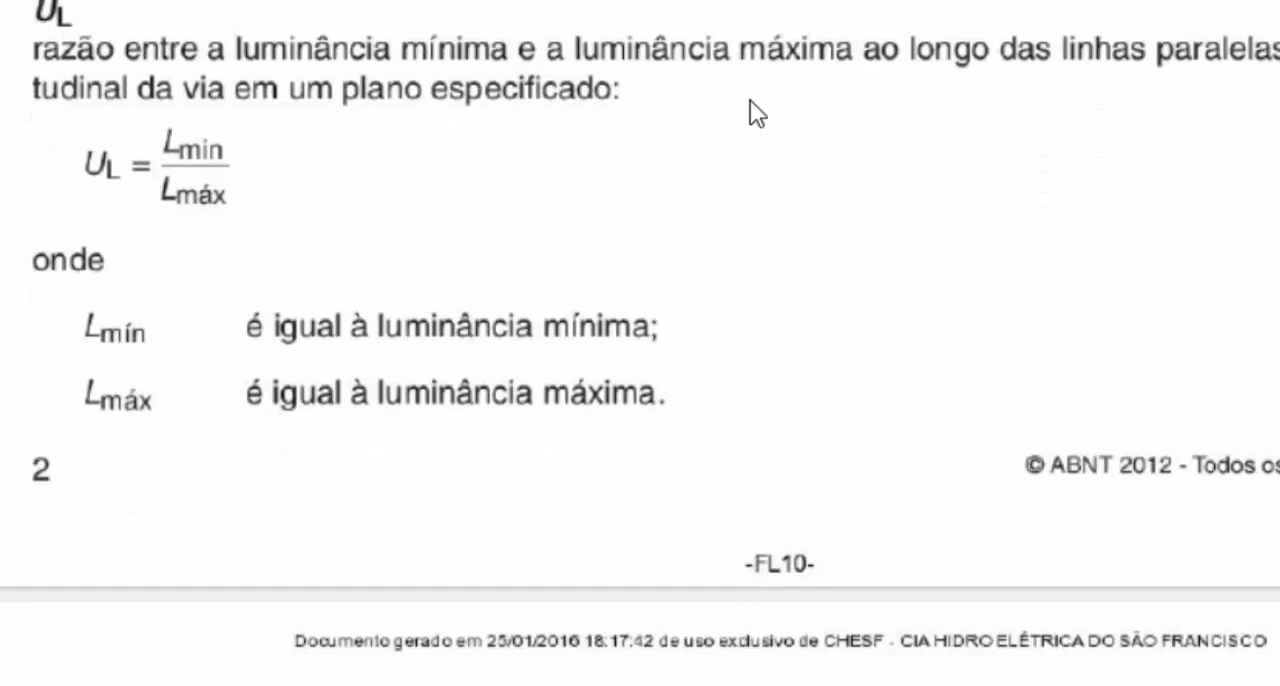 UL
razão entre a luminância mínima e a luminância máxima ao longo das linhas paralelas
tudinal da via em um plano especificado:
UL = Lmin / Lmáx
onde
Lmín é igual à luminância mínima;
Lmáx é igual à luminância máxima.
2
© ABNT 2012 - Todos os
-FL10-
Documento gerado em 25/01/2016 18:17:42 de uso exclusivo de CHESF - CIA HIDRO ELÊTRICA DO SÃO FRANCISCO